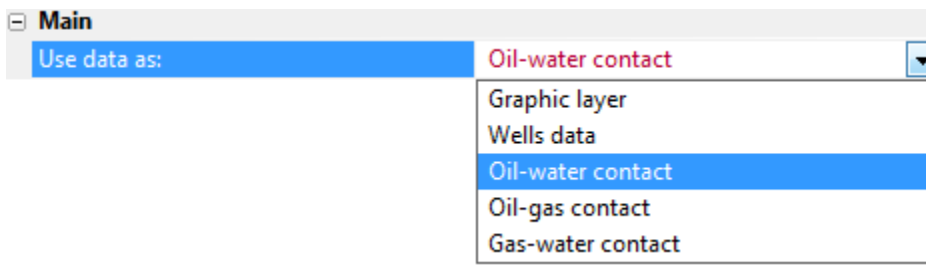 Main
Use data as: Oil-water contact
Graphic layer
Wells data
Oil-water contact
Oil-gas contact
Gas-water contact